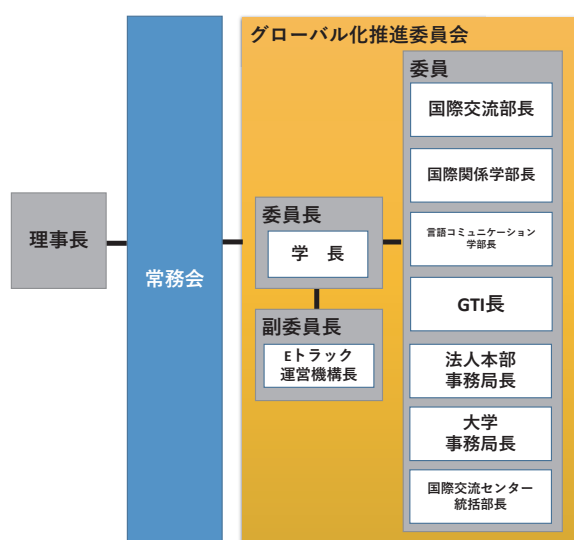 グローバル化推進委員会
理事長
常務会
委員長
学　長
副委員長
Eトラック
運営機構長
委員
国際交流部長
国際関係学部長
言語コミュニケーション
学部長
GTI長
法人本部
事務局長
大学
事務局長
国際交流センター
統括部長